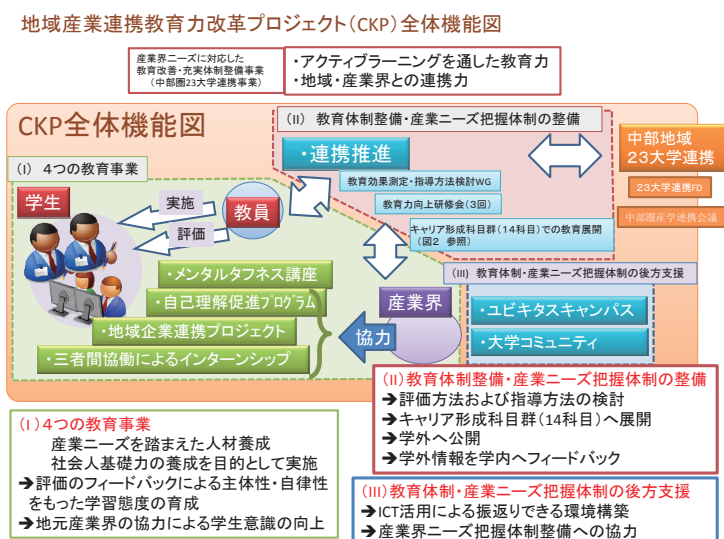 地域産業連携教育力改革プロジェクト(CKP)全体機能図
産業界ニーズに対応した
教育改善・充実体制整備事業
(中部圏23大学連携事業)
・アクティブラーニングを通した教育力
・地域・産業界との連携力
CKP全体機能図
(II) 教育体制整備・産業ニーズ把握体制の整備
・連携推進
中部地域
23大学連携
(I) 4つの教育事業
教育効果測定・指導方法検討WG
23大学連携FD
学生
実施
教員
教育力向上研修会(3回)
中部圏産学連携会議
評価
キャリア形成科目群(14科目)での教育展開
(図2 参照)
(III) 教育体制・産業ニーズ把握体制の後方支援
・メンタルタフネス講座
・自己理解促進プログラム
産業界
・ユビキタスキャンパス
・地域企業連携プロジェクト
協力
・大学コミュニティ
・三者間協働によるインターンシップ
(II)教育体制整備・産業ニーズ把握体制の整備
➔評価方法および指導方法の検討
➔キャリア形成科目群(14科目)へ展開
➔学外へ公開
➔学外情報を学内へフィードバック
(I)4つの教育事業
産業ニーズを踏まえた人材養成
社会人基礎力の養成を目的として実施
➔評価のフィードバックによる主体性・自律性
をもった学習態度の育成
➔地元産業界の協力による学生意識の向上
(III)教育体制・産業ニーズ把握体制の後方支援
➔ICT活用による振返りできる環境構築
➔産業界ニーズ把握体制整備への協力